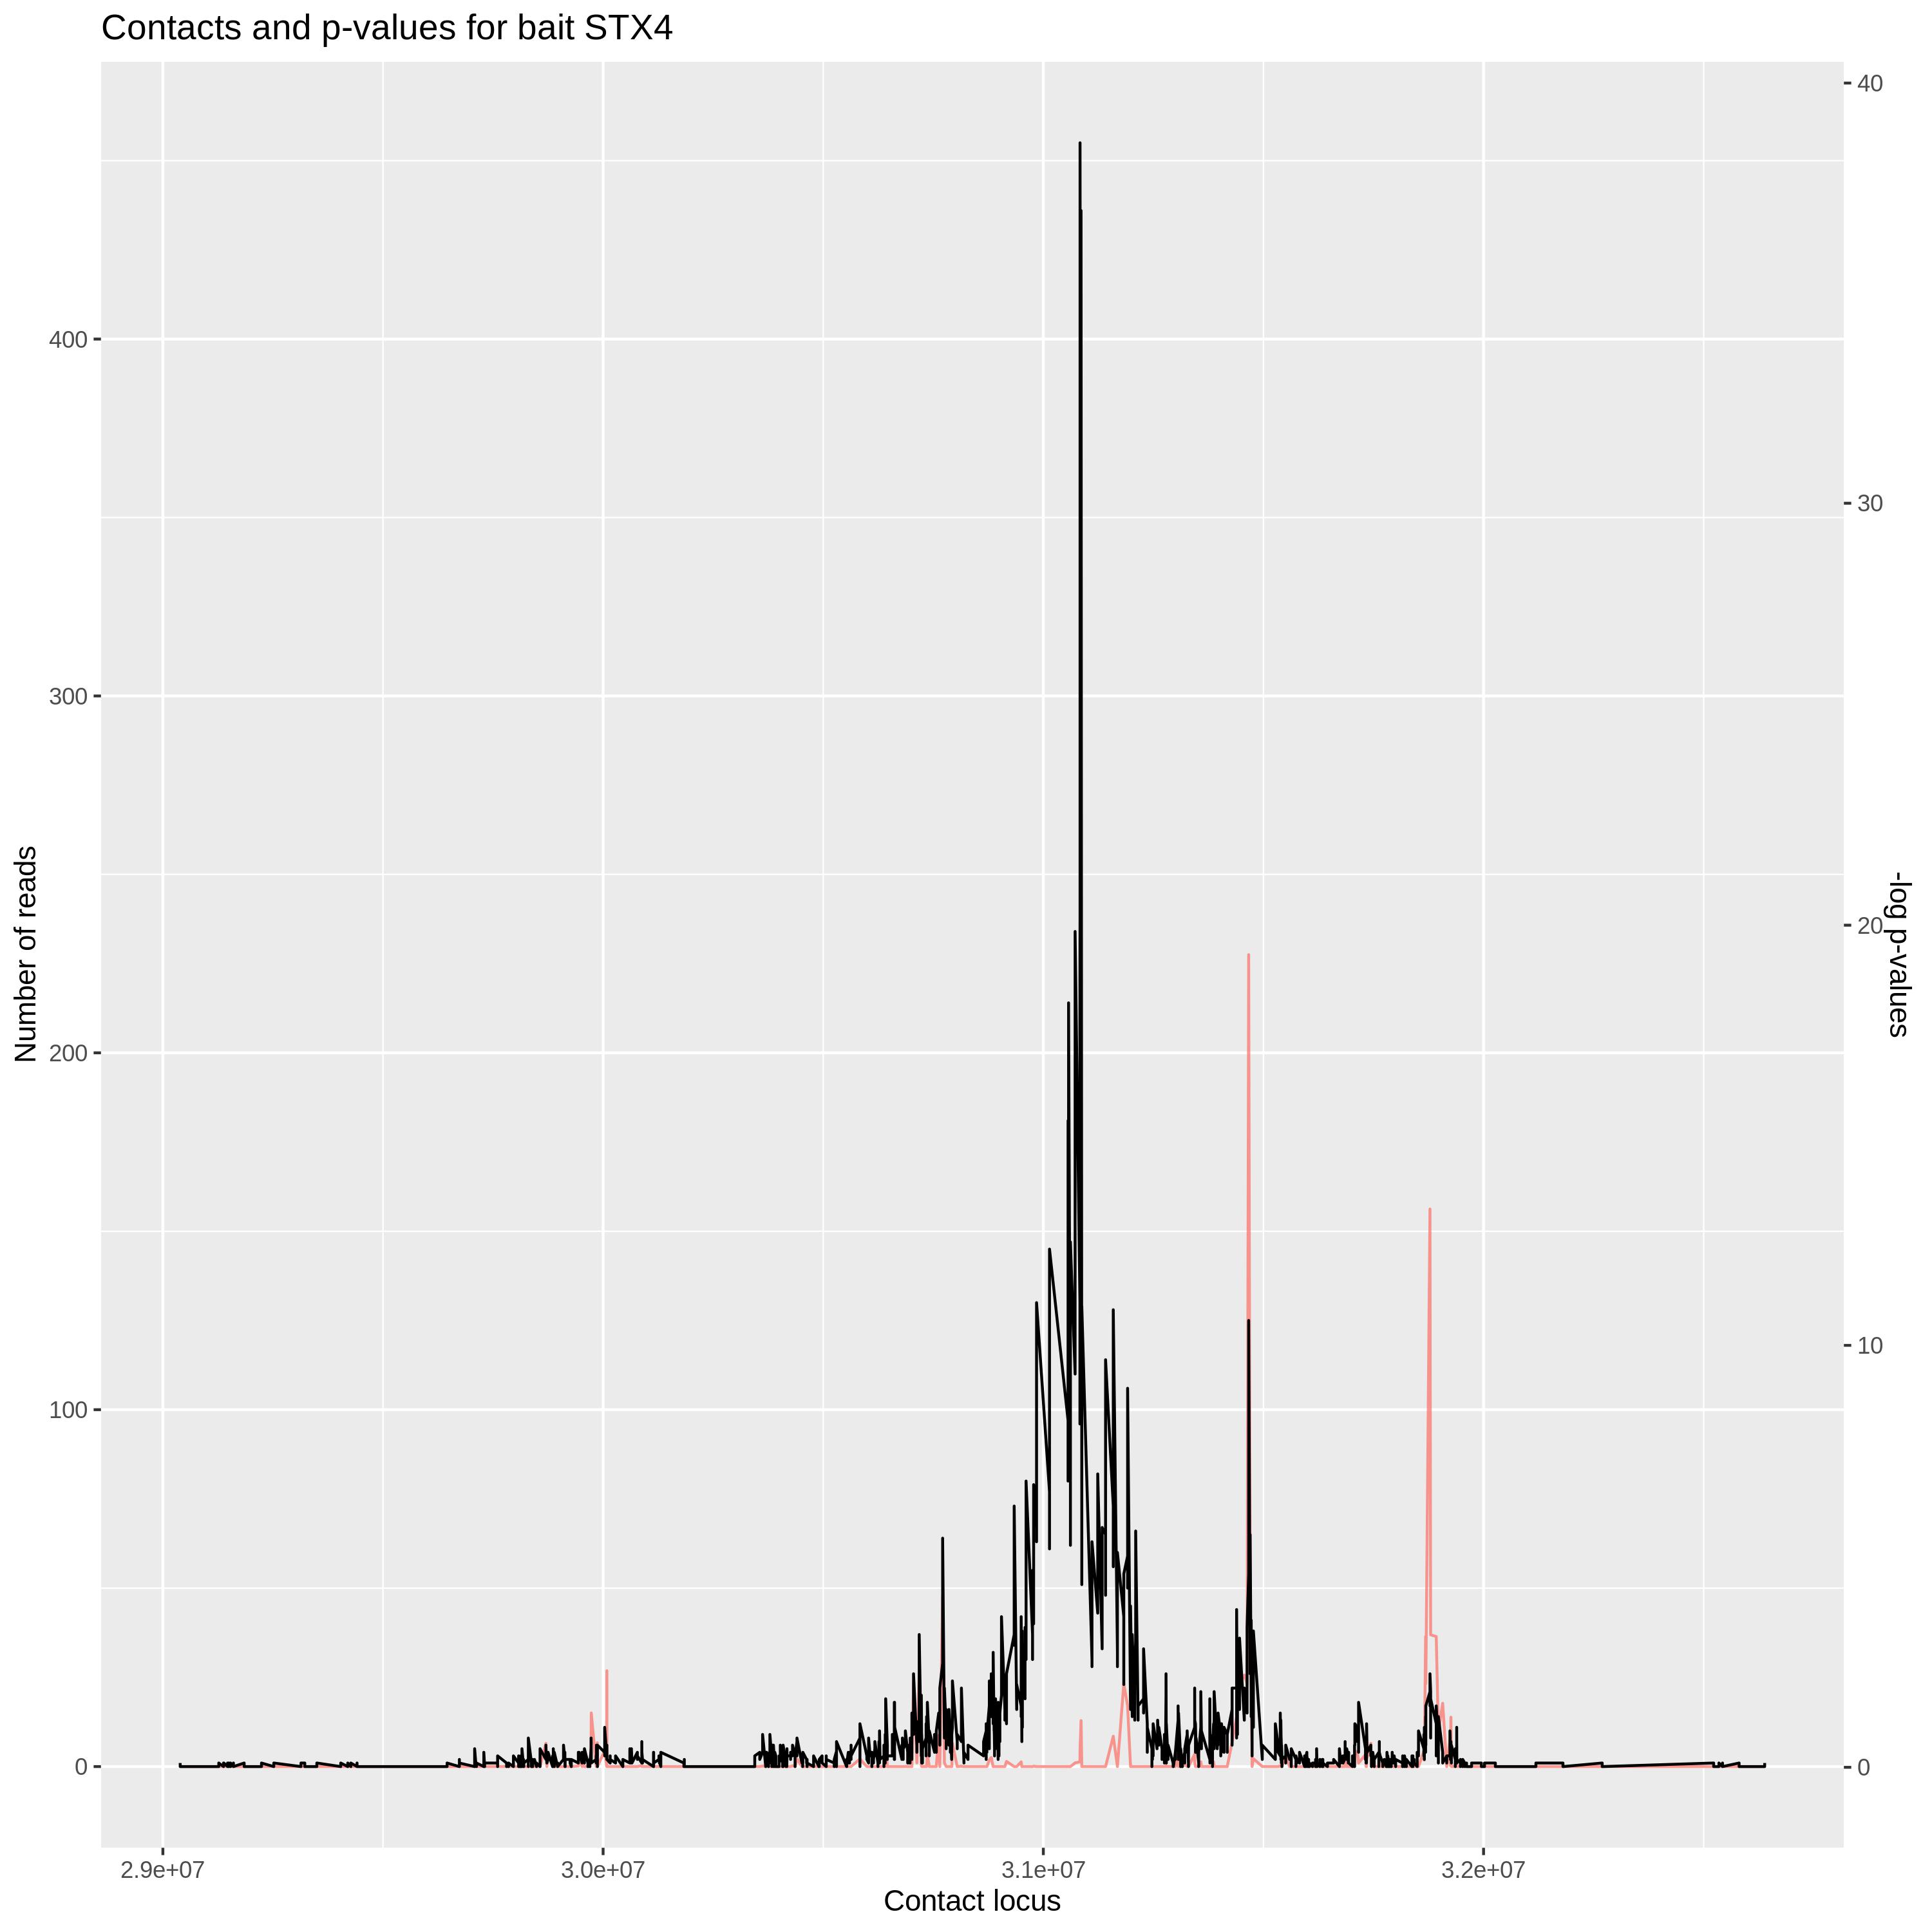 Contacts and p-values for bait STX4
Number of reads
400
300
200
100
0
40
30
20
10
0
-log p-values
2.9e+07 3.0e+07 3.1e+07 3.2e+07
Contact locus